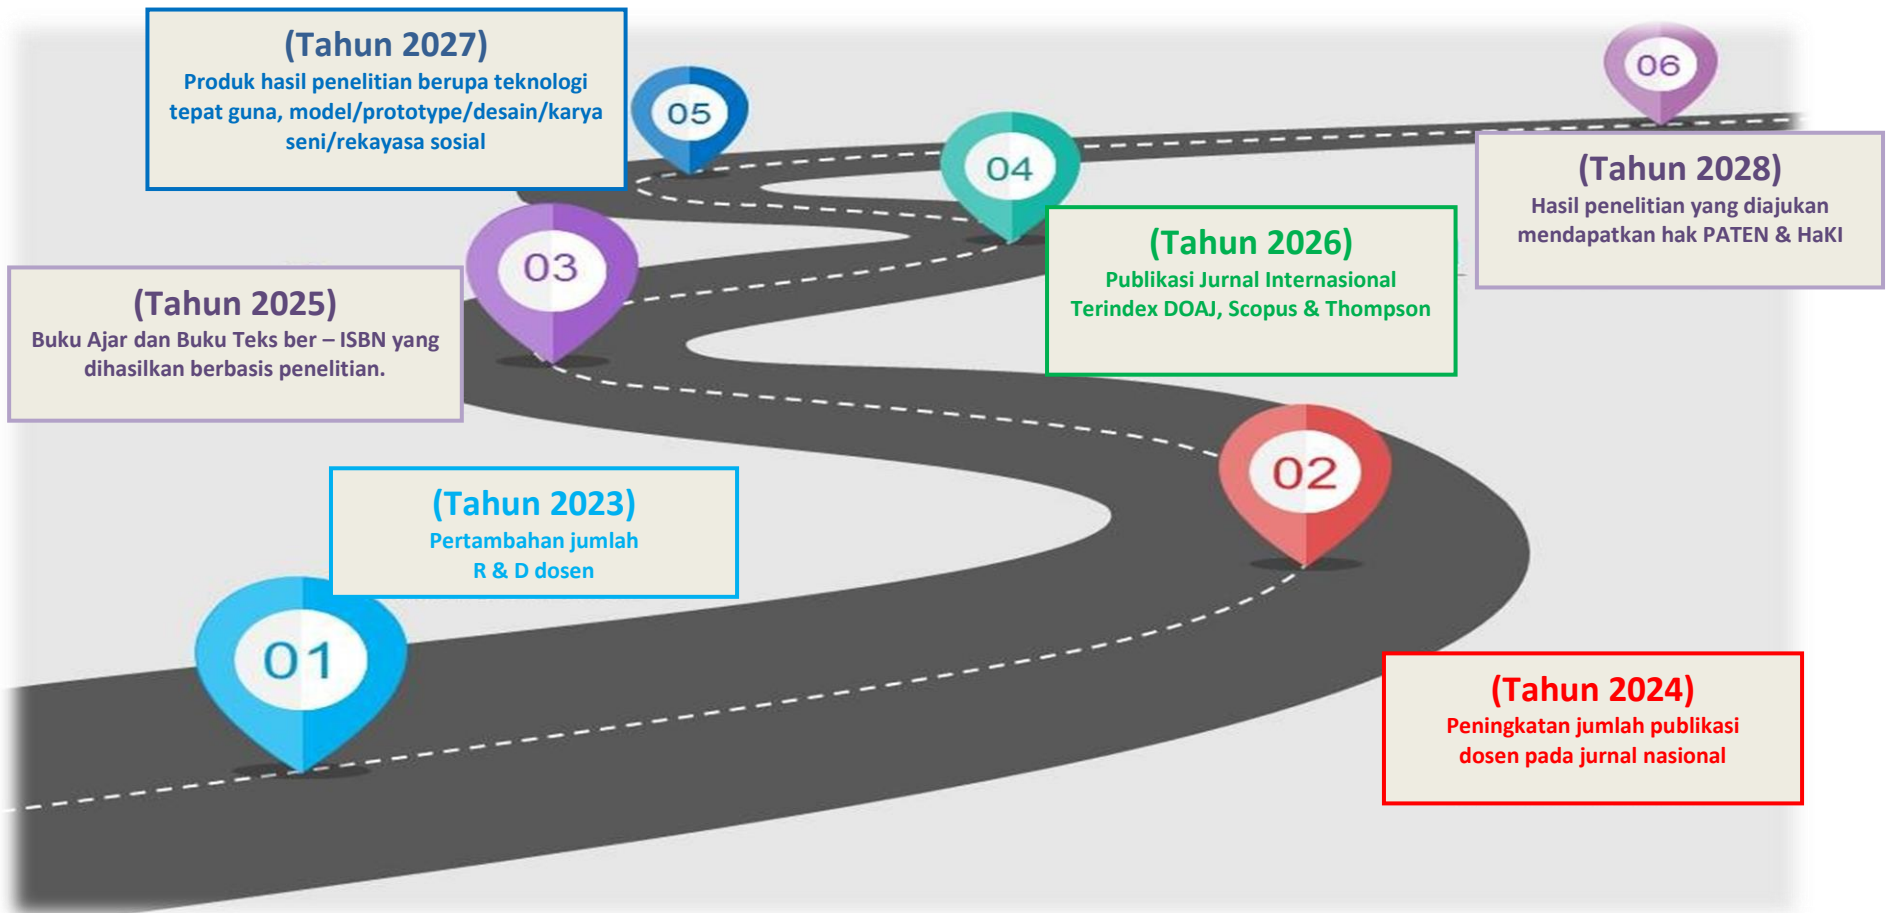 (Tahun 2027)
Produk hasil penelitian berupa teknologi
tepat guna, model/prototype/desain/karya
seni/rekayasa sosial
05
06
04
(Tahun 2028)
Hasil penelitian yang diajukan
mendapatkan hak PATEN & HaKI
03
(Tahun 2026)
Publikasi Jurnal Internasional
Terindex DOAJ, Scopus & Thompson
(Tahun 2025)
Buku Ajar dan Buku Teks ber – ISBN yang
dihasilkan berbasis penelitian.
02
(Tahun 2023)
Pertambahan jumlah
R & D dosen
01
(Tahun 2024)
Peningkatan jumlah publikasi
dosen pada jurnal nasional